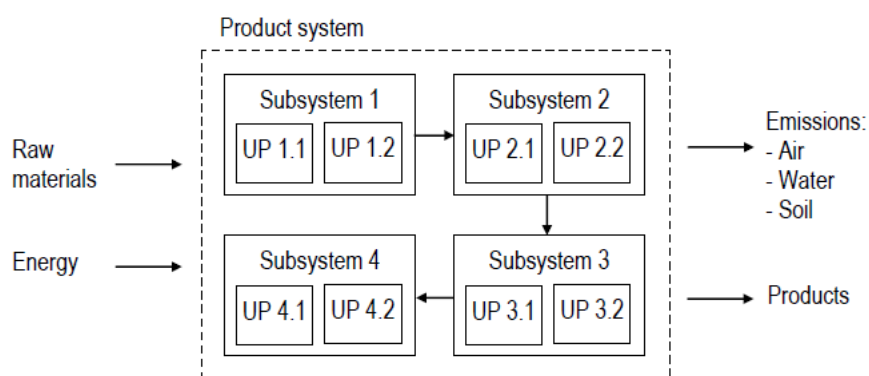 Product system
Subsystem 1
Subsystem 2
UP 1.1
UP 1.2
UP 2.1
UP 2.2
Raw
materials
Emissions:
- Air
- Water
- Soil
Energy
Subsystem 4
Subsystem 3
UP 4.1
UP 4.2
UP 3.1
UP 3.2
Products